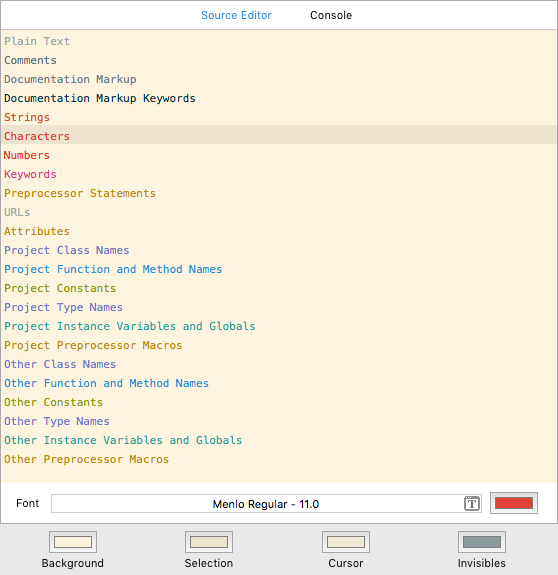 Source Editor Console
Plain Text
Comments
Documentation Markup
Documentation Markup Keywords
Strings
Characters
Numbers
Keywords
Preprocessor Statements
URLs
Attributes
Project Class Names
Project Function and Method Names
Project Constants
Project Type Names
Project Instance Variables and Globals
Project Preprocessor Macros
Other Class Names
Other Function and Method Names
Other Constants
Other Type Names
Other Instance Variables and Globals
Other Preprocessor Macros
Font Menlo Regular - 11.0 T
Background Selection Cursor Invisibles